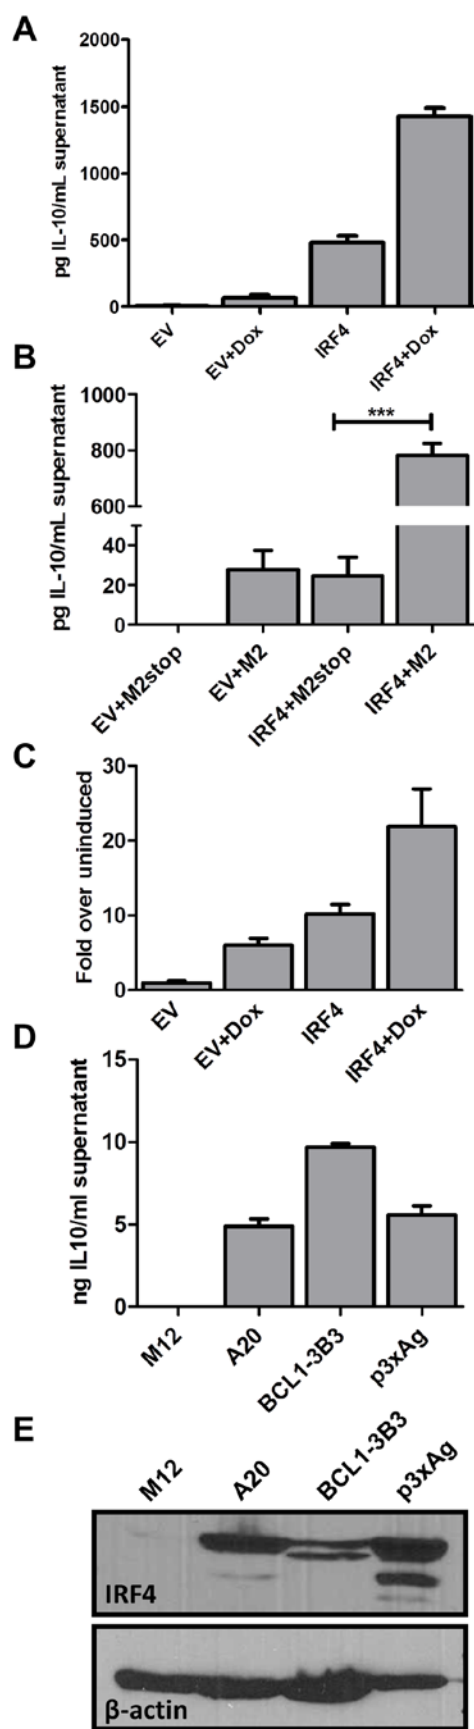 A
pg IL-10/mL supernatant
2000
1500
1000
500
0
EV
EV+Dox
IRF4
IRF4+Dox
B
pg IL-10/mL supernatant
1000
800
600
40
20
0
***
EV+M2stop
EV+M2
IRF4+M2stop
IRF4+M2
C
Fold over uninduced
30
20
10
0
EV
EV+Dox
IRF4
IRF4+Dox
D
ng IL10/ml supernatant
15
10
5
0
M12
A20
BCL1-3B3
p3xAg
E
M12
A20
BCL1-3B3
p3xAg
IRF4
β-actin